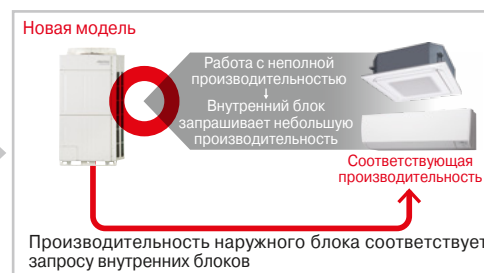 Новая модель
Работа с неполной
производительностью
↓
Внутренний блок
запрашивает небольшую
производительность
Соответствующая
производительность
Производительность наружного блока соответствует
запросу внутренних блоков